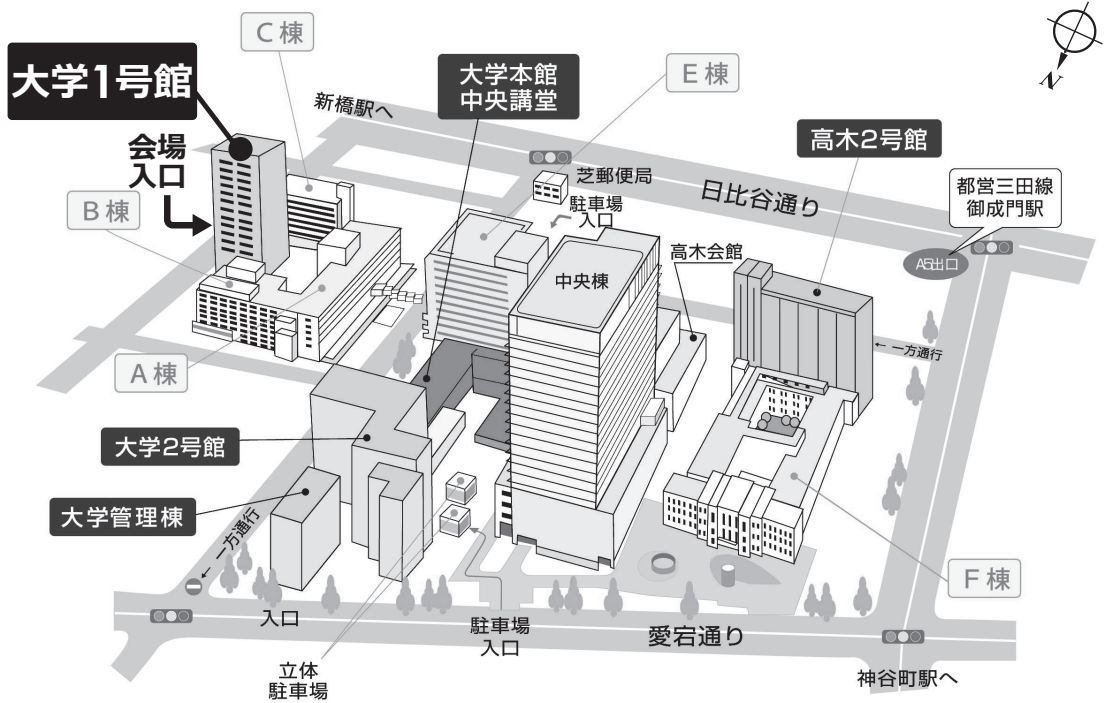 C棟
大学1号館
大学本館
中央講堂
E棟
N
新橋駅へ
会場
入口
高木2号館
芝郵便局
日比谷通り
都営三田線
御成門駅
B棟
駐車場
入口
高木会館
A5出口
中央棟
← 一方通行
A棟
大学2号館
大学管理棟
← 一方通行
F棟
入口
駐車場
入口
愛宕通り
立体
駐車場
神谷町駅へ